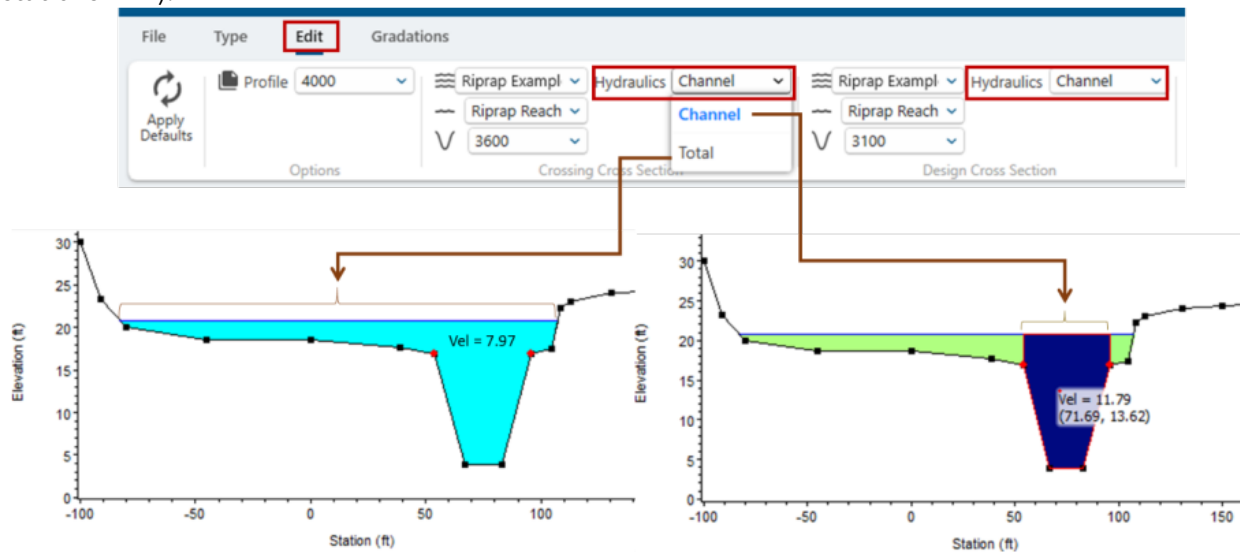 File Type Edit Gradations
Profile 4000 Riprap Exampl Hydraulics Channel Riprap Exampl Hydraulics Channel
Apply Defaults
Riprap Reach Channel Riprap Reach
3600 Total 3100
Options Crossing Cross Section Design Cross Section
30
25
20
15
10
5
0
Elevation (ft)
Vel = 7.97
-100 -50 0 50 100
Station (ft)
30
25
20
15
10
5
0
Elevation (ft)
Vel = 11.79
(71.69, 13.62)
-100 -50 0 50 100 150
Station (ft)